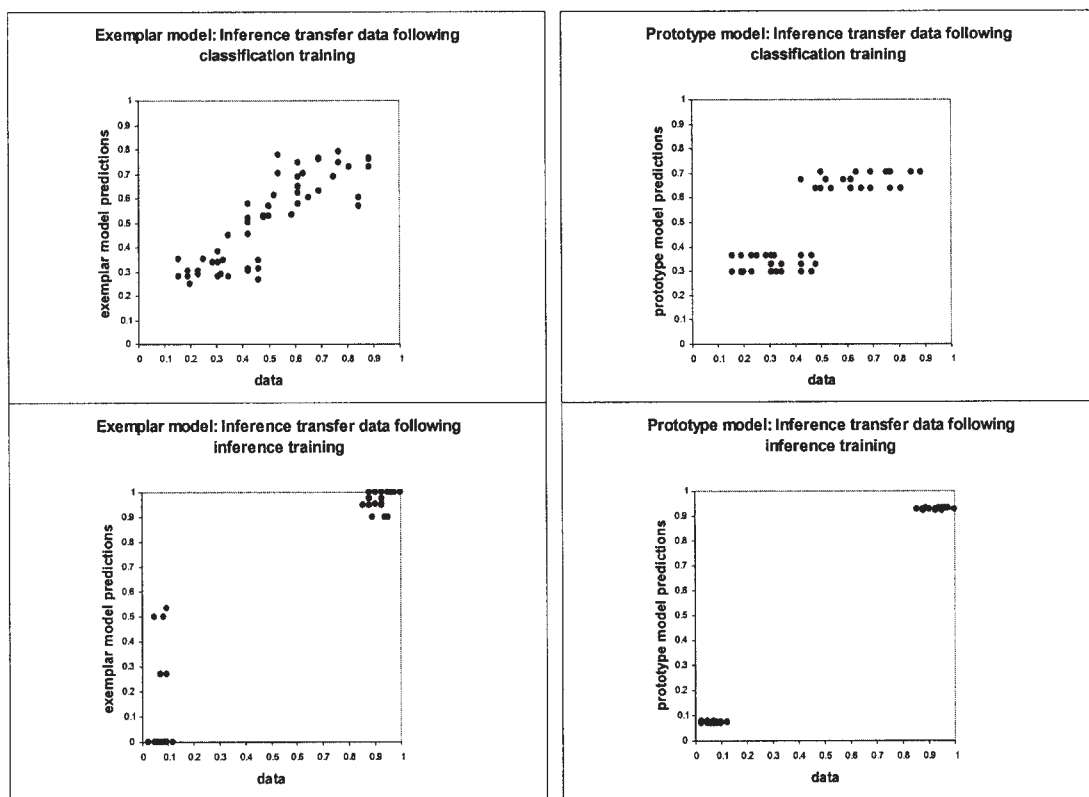 Exemplar model: Inference transfer data following
classification training
exemplar model predictions
1
0.9
0.8
0.7
0.6
0.5
0.4
0.3
0.2
0.1
0
0 0.1 0.2 0.3 0.4 0.5 0.6 0.7 0.8 0.9 1
data
Prototype model: Inference transfer data following
classification training
prototype model predictions
1
0.9
0.8
0.7
0.6
0.5
0.4
0.3
0.2
0.1
0
0 0.1 0.2 0.3 0.4 0.5 0.6 0.7 0.8 0.9 1
data
Exemplar model: Inference transfer data following
inference training
exemplar model predictions
1
0.9
0.8
0.7
0.6
0.5
0.4
0.3
0.2
0.1
0
0 0.1 0.2 0.3 0.4 0.5 0.6 0.7 0.8 0.9 1
data
Prototype model: Inference transfer data following
inference training
prototype model predictions
1
0.9
0.8
0.7
0.6
0.5
0.4
0.3
0.2
0.1
0
0 0.1 0.2 0.3 0.4 0.5 0.6 0.7 0.8 0.9 1
data